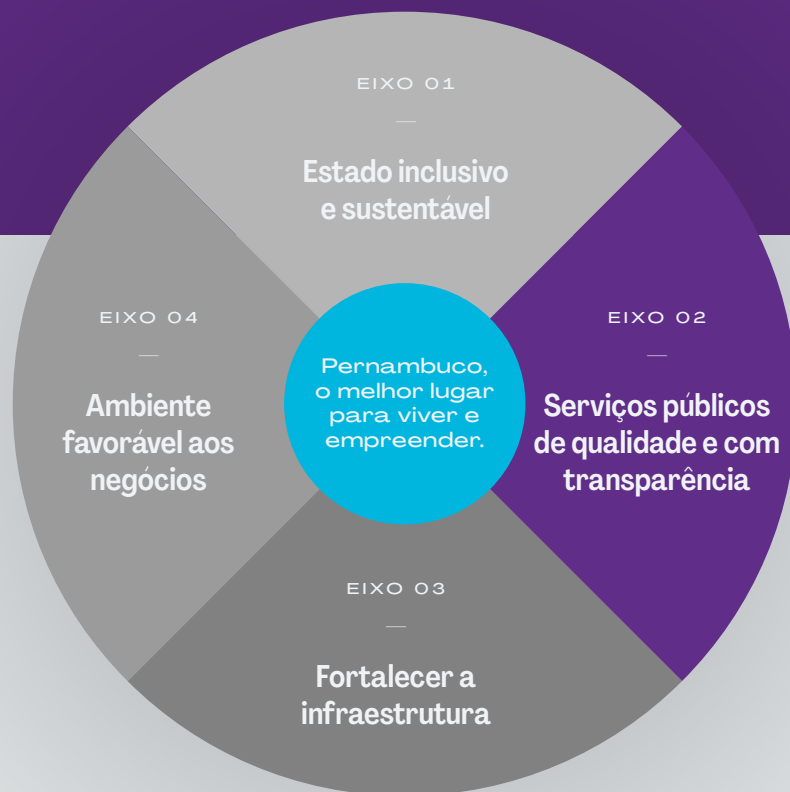 EIXO 01
Estado inclusivo
e sustentável
EIXO 04
Ambiente
favorável aos
negócios
Pernambuco,
o melhor lugar
para viver e
empreender.
EIXO 02
Serviços públicos
de qualidade e com
transparência
EIXO 03
Fortalecer a
infraestrutura